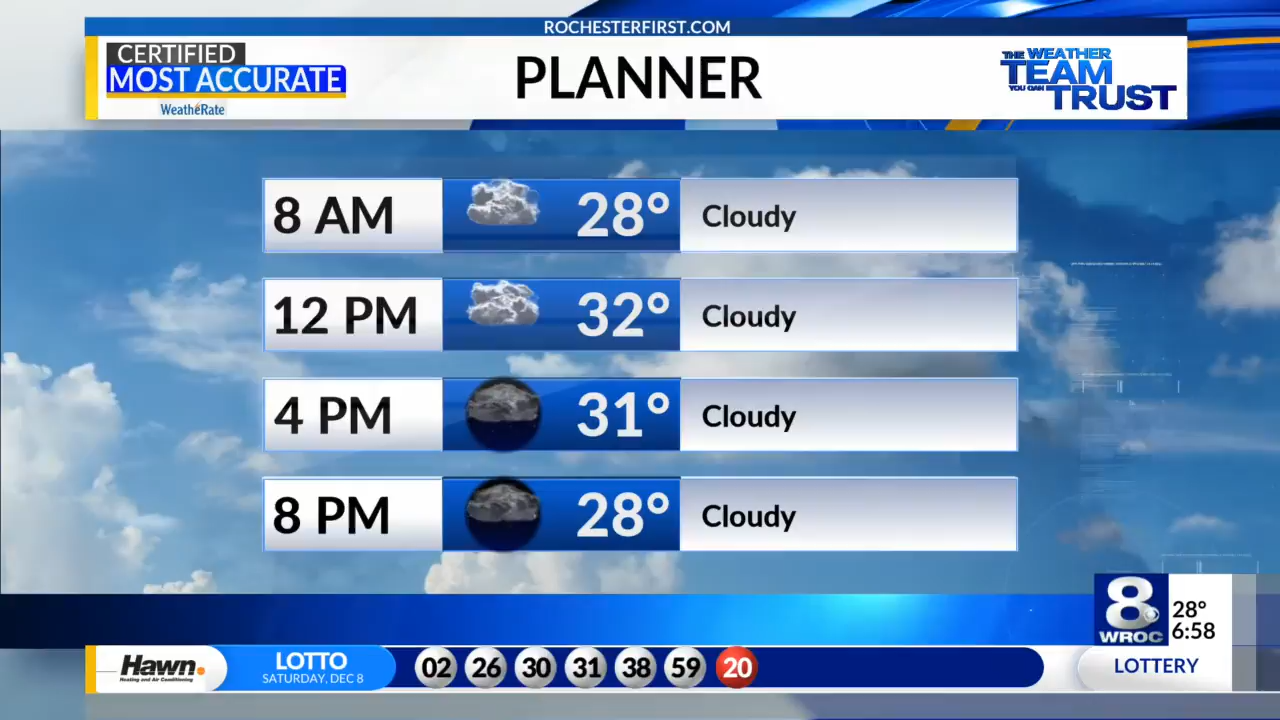 ROCHESTERFIRST.COM
CERTIFIED
MOST ACCURATE
WeatheRate
PLANNER
THE WEATHER
TEAM
YOU CAN
TRUST
8 AM 28° Cloudy
12 PM 32° Cloudy
4 PM 31° Cloudy
8 PM 28° Cloudy
8
WROC
28°
6:58
Hawn.
Heating and Air Conditioning
LOTTO
SATURDAY, DEC 8
02 26 30 31 38 59 20
LOTTERY